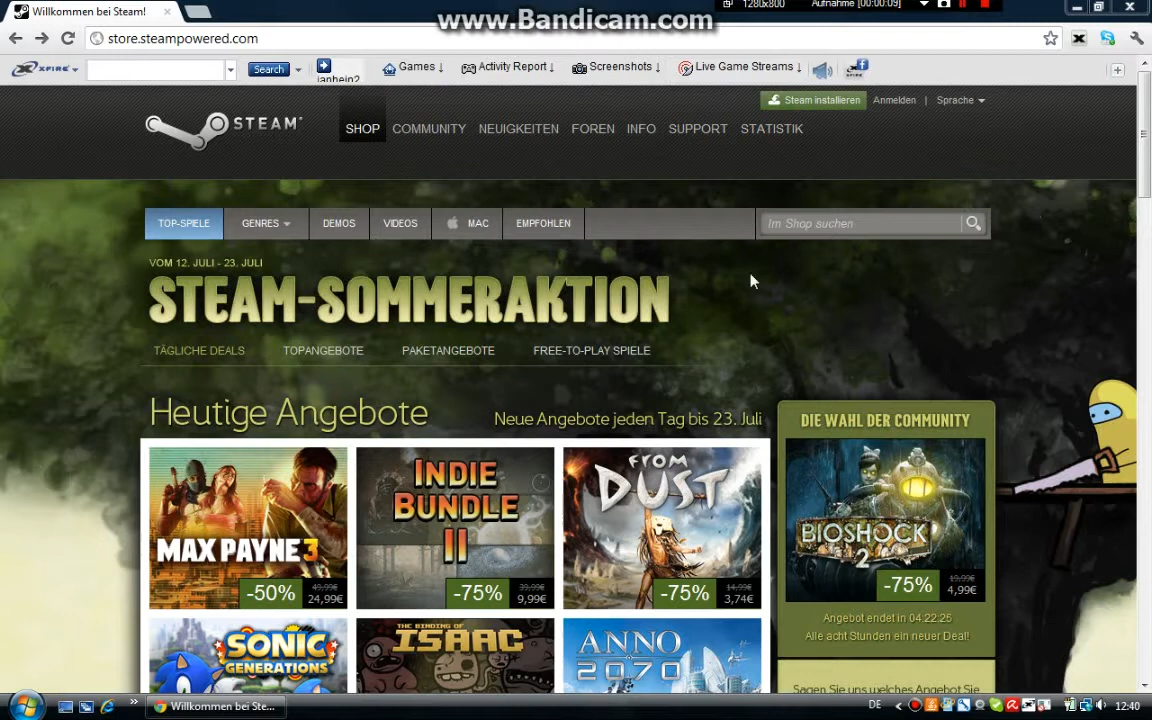 www.Bandicam.com
1280x800
Aufnahme [00:00:09]
Willkommen bei Steam!
store.steampowered.com
XFIRE
Search
janhein2
Games ↓
Activity Report ↓
Screenshots ↓
Live Game Streams ↓
Steam installieren
Anmelden | Sprache
STEAM
SHOP
COMMUNITY
NEUIGKEITEN
FOREN
INFO
SUPPORT
STATISTIK
TOP-SPIELE
GENRES
DEMOS
VIDEOS
MAC
EMPFOHLEN
Im Shop suchen
VOM 12. JULI - 23. JULI
STEAM-SOMMERAKTION
TÄGLICHE DEALS
TOPANGEBOTE
PAKETANGEBOTE
FREE-TO-PLAY SPIELE
Heutige Angebote
Neue Angebote jeden Tag bis 23. Juli
MAX PAYNE 3
-50%
49,99€
24,99€
INDIE
BUNDLE
II
-75%
39,99€
9,99€
FROM
DUST
-75%
14,99€
3,74€
DIE WAHL DER COMMUNITY
BIOSHOCK
2
-75%
19,99€
4,99€
Angebot endet in 04:22:25
Alle acht Stunden ein neuer Deal!
SONIC
GENERATIONS
THE BINDING OF
ISAAC
ANNO
2070
Sagen Sie uns welches Angebot Sie
Willkommen bei Ste...
DE
12:40